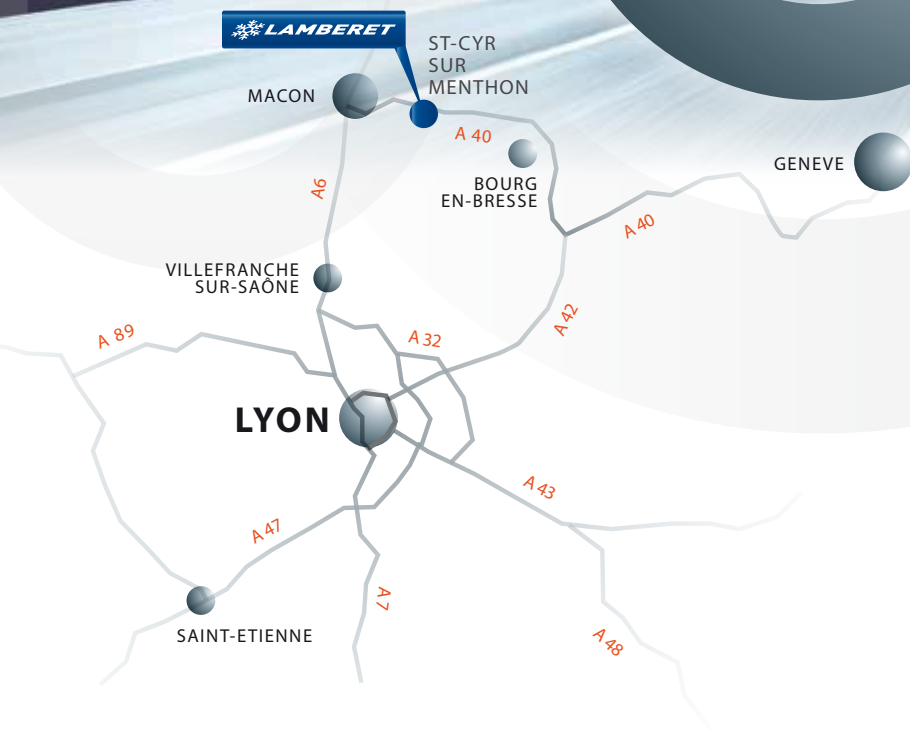 LAMBERET
ST-CYR
SUR
MENTHON
MACON
A 40
BOURG
EN-BRESSE
GENEVE
A6
A 40
VILLEFRANCHE
SUR-SAÔNE
A 42
A 89
A 32
LYON
A 43
A 47
A 7
SAINT-ETIENNE
A 48